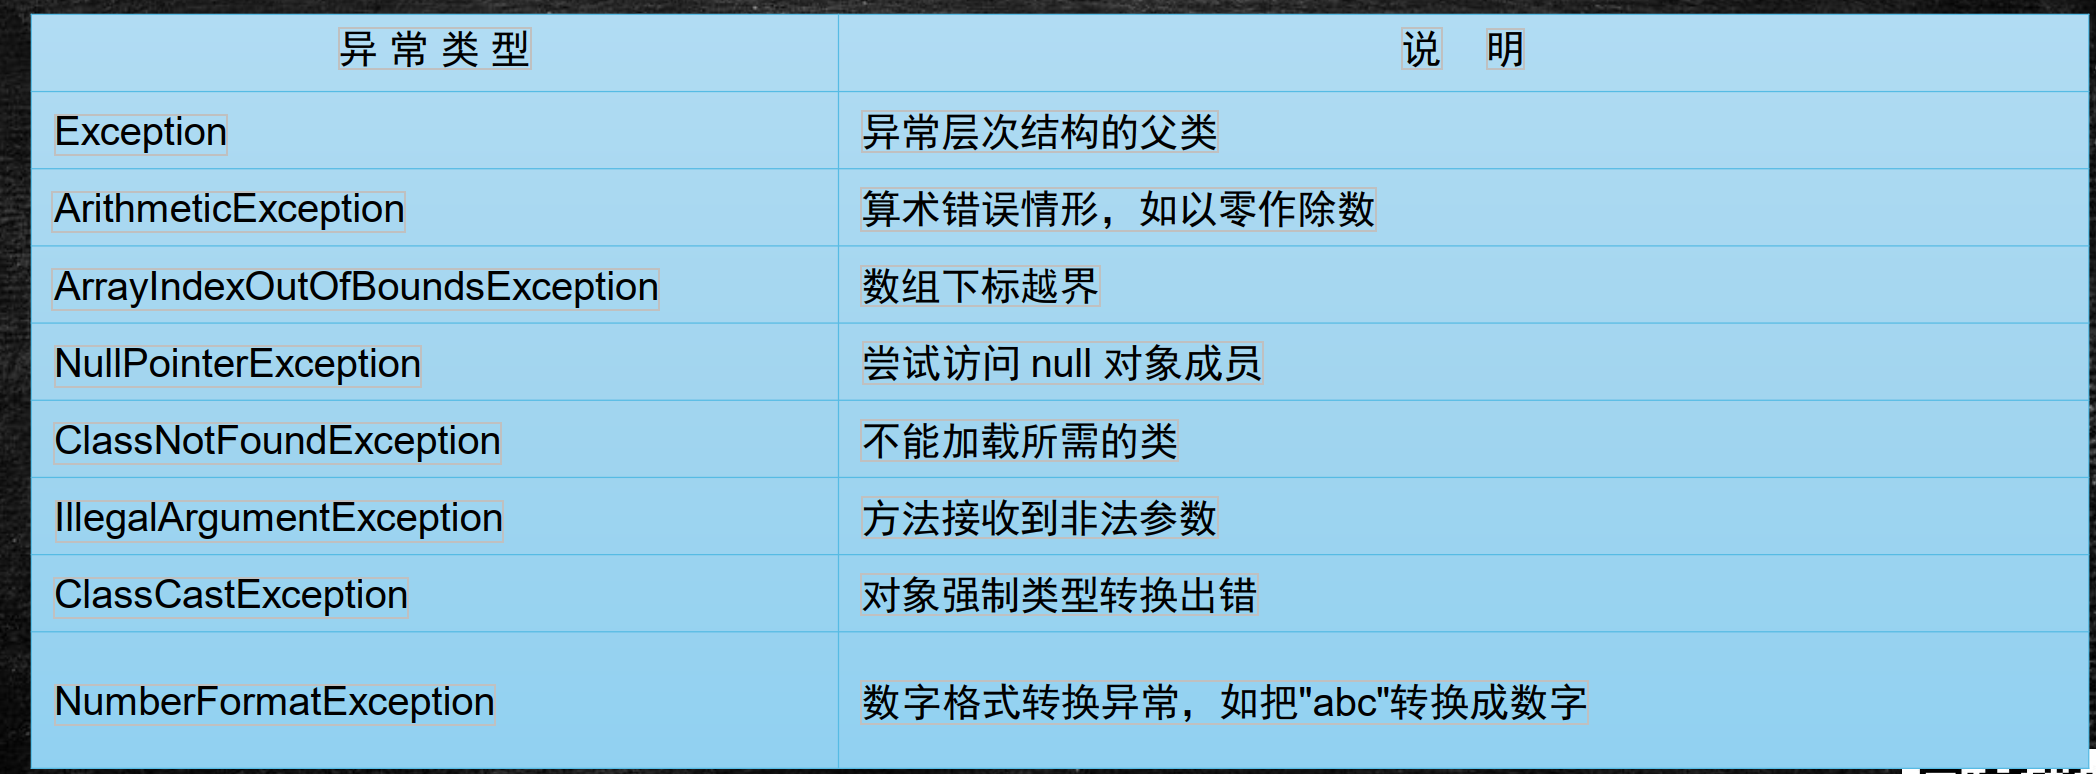 异 常 类 型
说 明
Exception
异常层次结构的父类
ArithmeticException
算术错误情形，如以零作除数
ArrayIndexOutOfBoundsException
数组下标越界
NullPointerException
尝试访问 null 对象成员
ClassNotFoundException
不能加载所需的类
IllegalArgumentException
方法接收到非法参数
ClassCastException
对象强制类型转换出错
NumberFormatException
数字格式转换异常，如把"abc"转换成数字